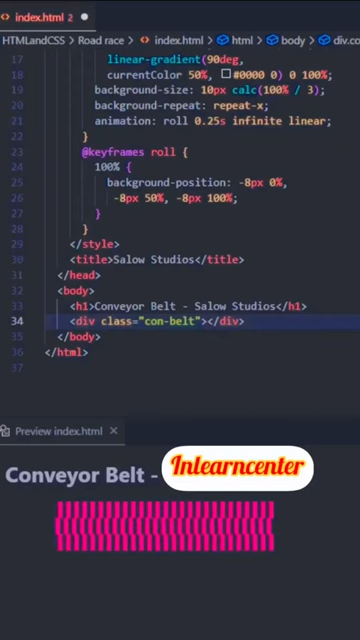 index.html
HTMLandCSS > Road race > index.html > html > body > div.co
17 linear-gradient(90deg,
18 currentColor 50%, #0000 0) 0 100%;
19 background-size: 10px calc(100% / 3);
20 background-repeat: repeat-x;
21 animation: roll 0.25s infinite linear;
22 }
23 @keyframes roll {
24 100% {
25 background-position: -8px 0%,
26 -8px 50%, -8px 100%;
27 }
28 }
29 </style>
30 <title>Salow Studios</title>
31 </head>
32 <body>
33 <h1>Conveyor Belt - Salow Studios</h1>
34 <div class="con-belt"></div>
35 </body>
36 </html>
37
Preview index.html
Conveyor Belt - Inlearncenter